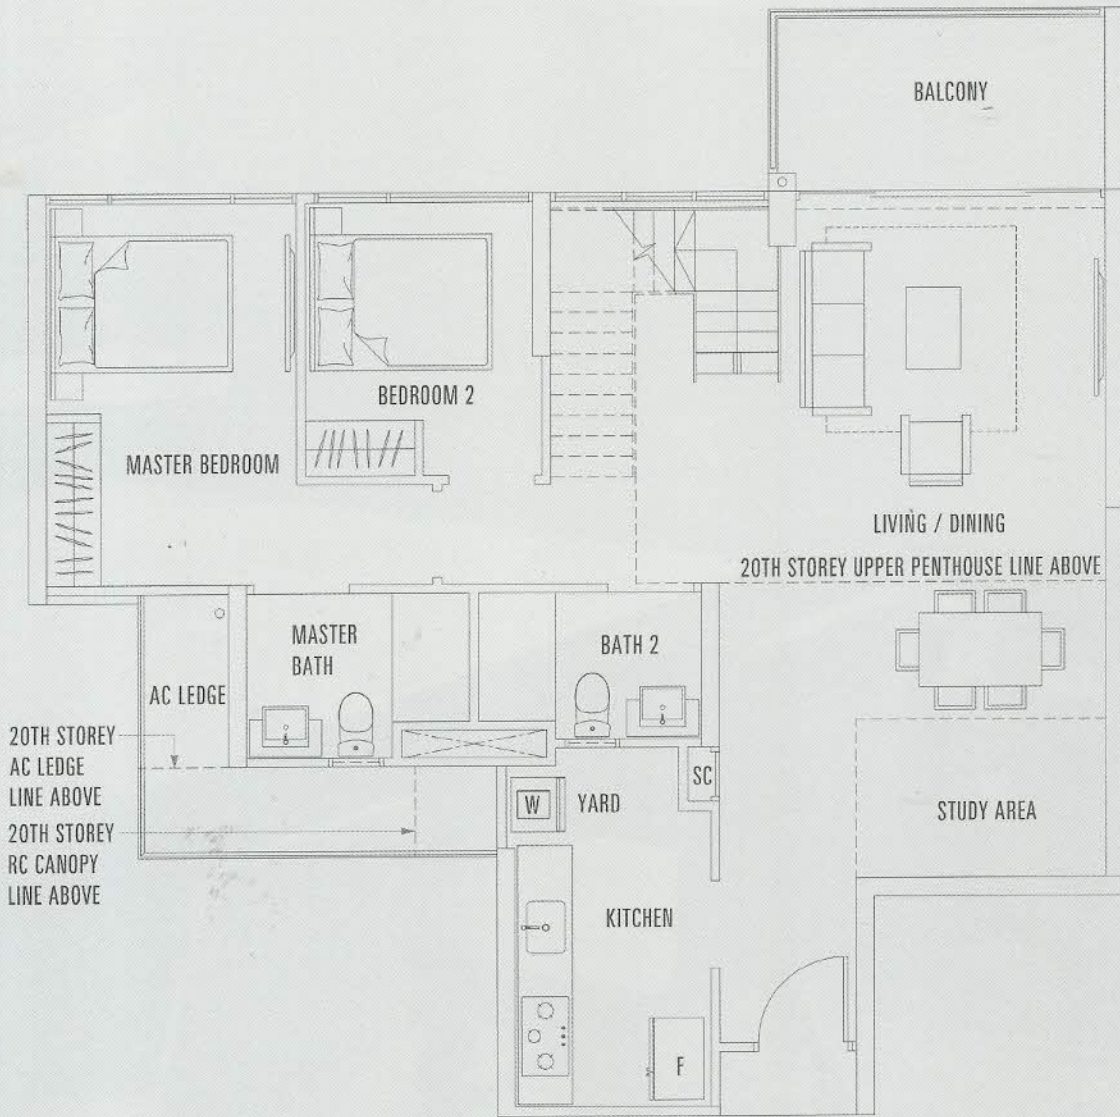 BALCONY
BEDROOM 2
MASTER BEDROOM
LIVING / DINING
20TH STOREY UPPER PENTHOUSE LINE ABOVE
MASTER
BATH
BATH 2
AC LEDGE
20TH STOREY
AC LEDGE
LINE ABOVE
20TH STOREY
RC CANOPY
LINE ABOVE
W
YARD
SC
STUDY AREA
KITCHEN
F